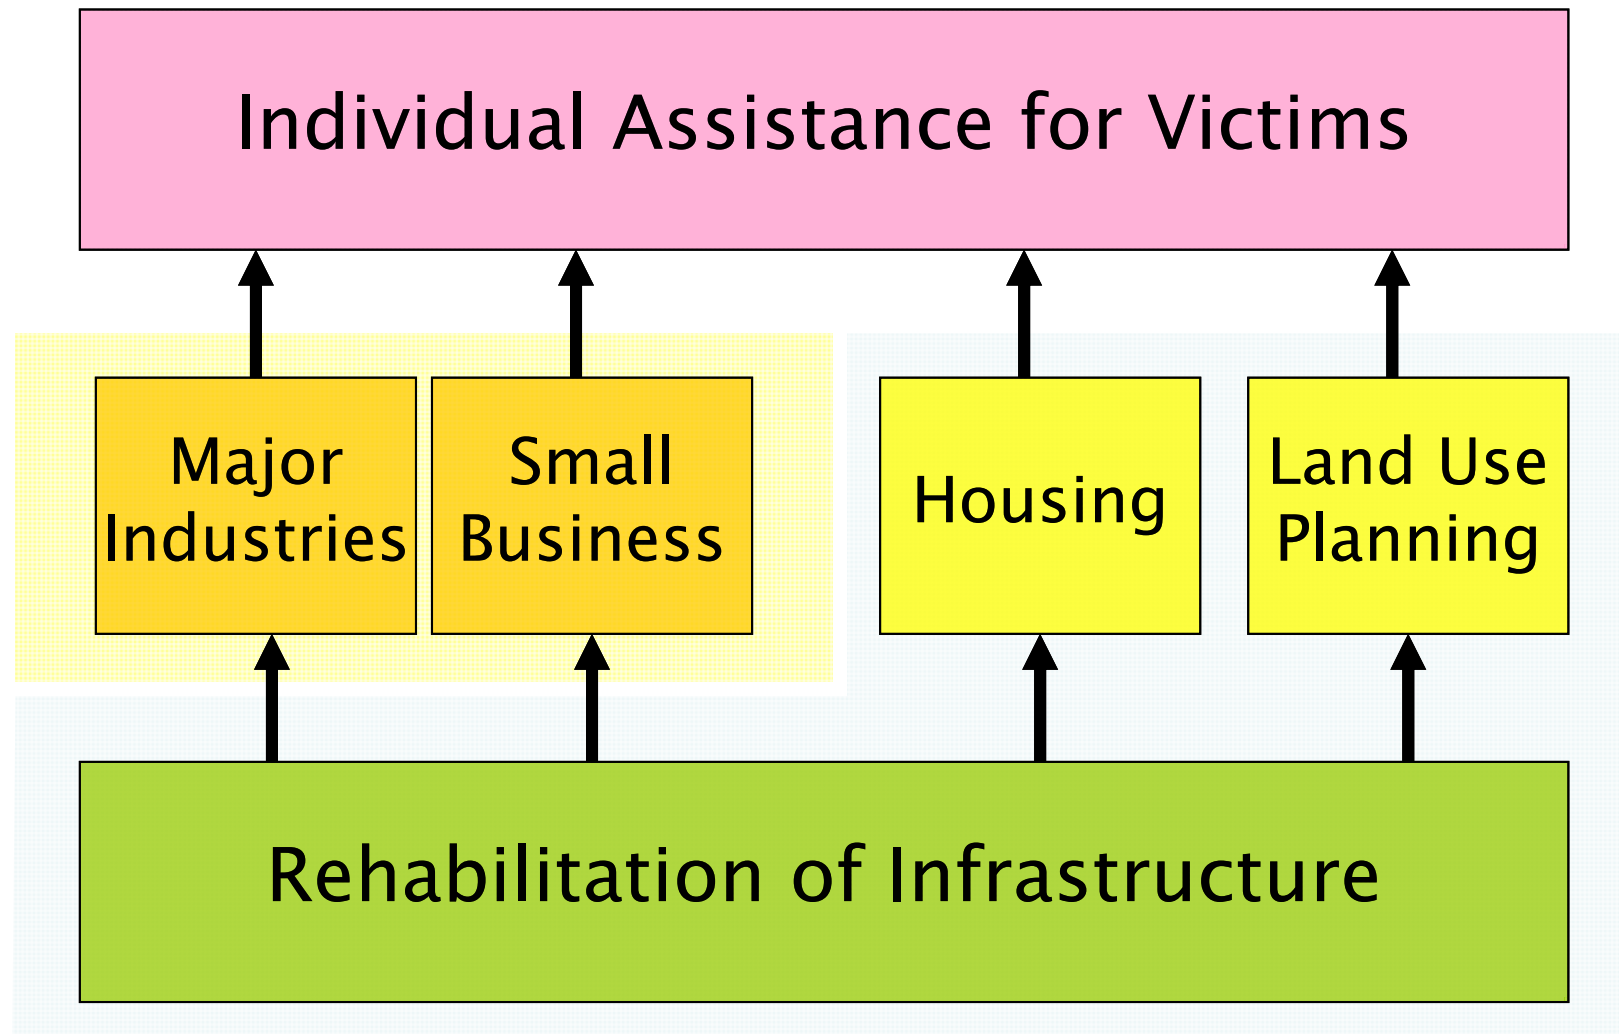 Individual Assistance for Victims
Major
Industries
Small
Business
Housing
Land Use
Planning
Rehabilitation of Infrastructure